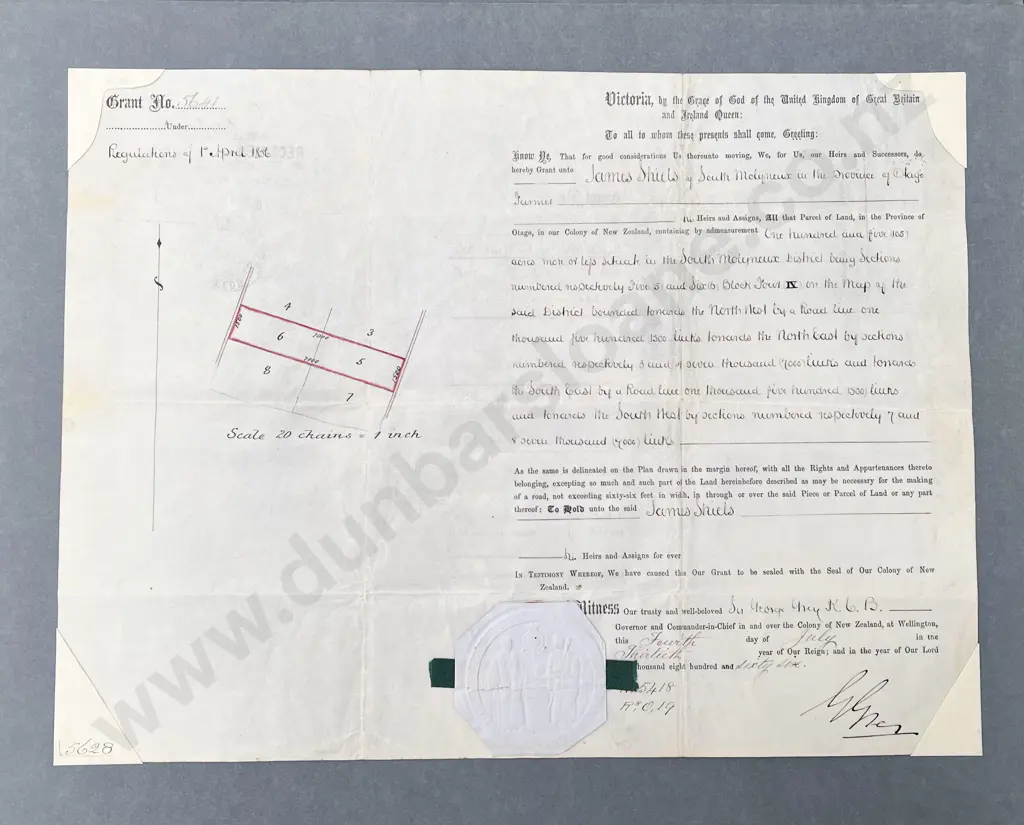 Grant No. 5641
Under
Regulations of 1st April 1856
4
3
1500
7000
6
5
7000
1500
8
7
Scale 20 chains = 1 inch
Victoria, by the Grace of God of the United Kingdom of Great Britain
and Ireland Queen:
To all to whom these presents shall come, Greeting:
Know Ye, That for good considerations Us thereunto moving, We, for Us, our Heirs and Successors, do
hereby Grant unto James Shiels of South Molyneux in the Province of Otago
Farmer
his Heirs and Assigns, All that Parcel of Land, in the Province of
Otago, in our Colony of New Zealand, containing by admeasurement One hundred and five (105)
acres more or less situate in the South Molyneux District being Sections
numbered respectively Five (5) and Six (6) Block Four IV on the Map of the
said District bounded towards the North West by a Road line one
thousand five hundred (1500) links towards the North East by sections
numbered respectively 3 and 4 seven thousand (7000) links and towards
the South East by a Road line one thousand five hundred (1500) links
and towards the South West by sections numbered respectively 7 and
8 seven thousand (7000) links
As the same is delineated on the Plan drawn in the margin hereof, with all the Rights and Appurtenances thereto
belonging, excepting so much and such part of the Land hereinbefore described as may be necessary for the making
of a road, not exceeding sixty-six feet in width, in through or over the said Piece or Parcel of Land or any part
thereof: To Hold unto the said James Shiels
his Heirs and Assigns for ever
In Testimony Whereof, We have caused this Our Grant to be sealed with the Seal of Our Colony of New
Zealand.
Witness Our trusty and well-beloved Sir George Grey K.C.B.
Governor and Commander-in-Chief in and over the Colony of New Zealand, at Wellington,
this Fourth day of July in the
Thirtieth year of Our Reign; and in the year of Our Lord
thousand eight hundred and sixty six.
5418
Rs. O, 19
G Grey
5628
www.dunbarsloane.co.nz